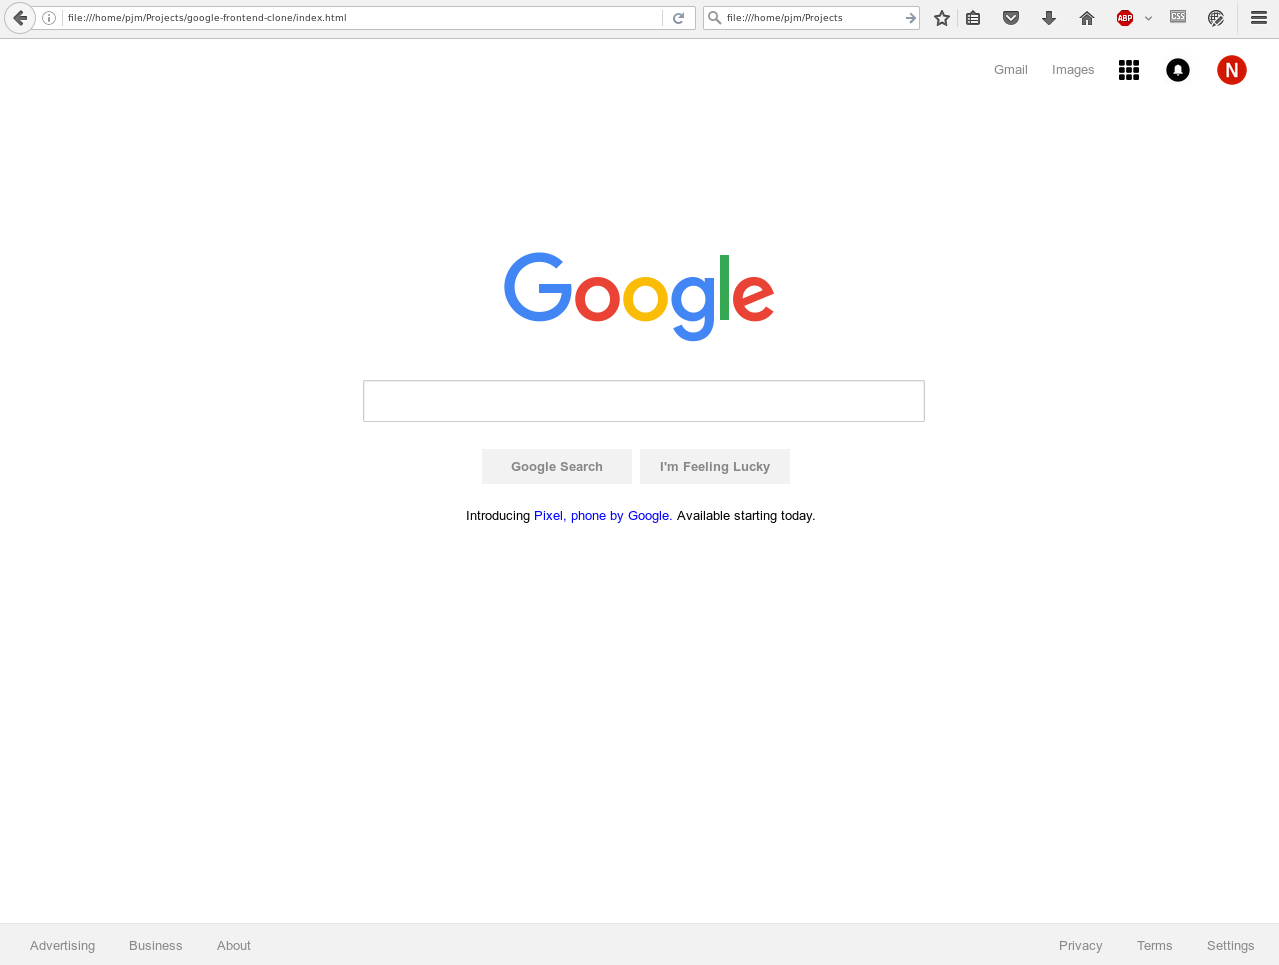 file:///home/pjm/Projects/google-frontend-clone/index.html file:///home/pjm/Projects ABP CSS
Gmail Images N
Google
Google Search I'm Feeling Lucky
Introducing Pixel, phone by Google. Available starting today.
Advertising Business About Privacy Terms Settings